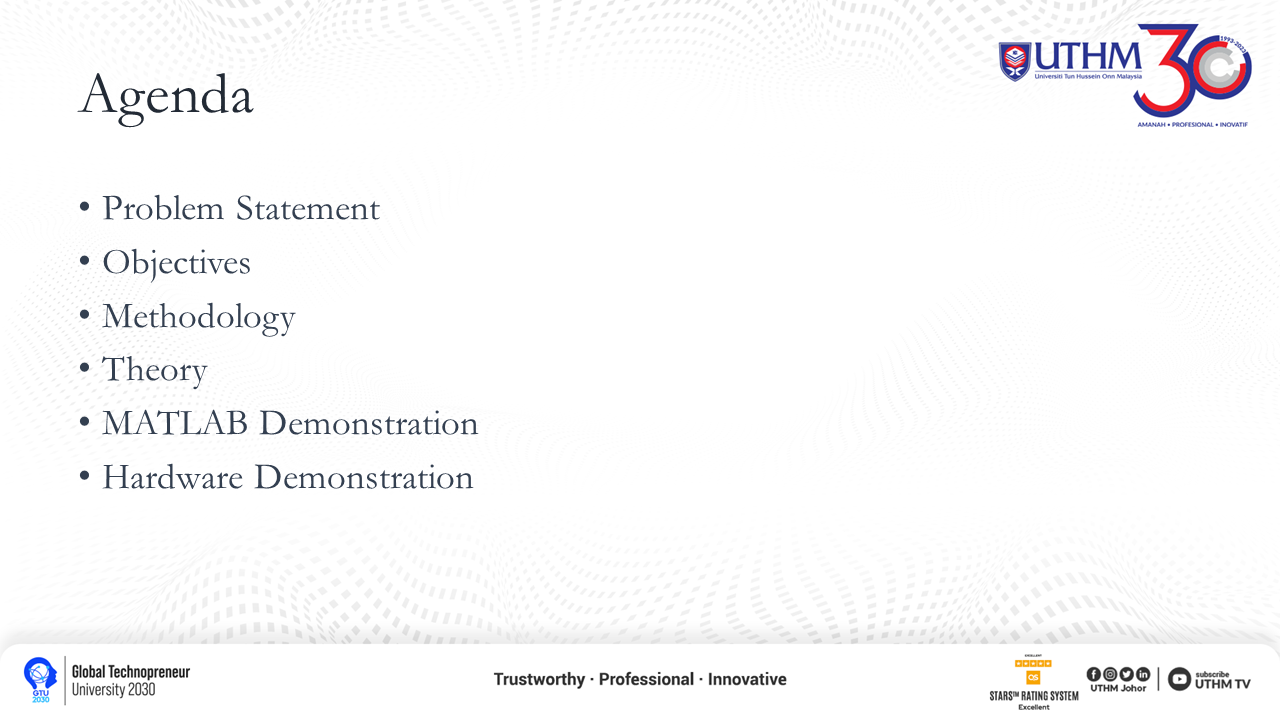 Agenda
UTHM
Universiti Tun Hussein Onn Malaysia
30
1993-2023
AMANAH • PROFESIONAL • INOVATIF
• Problem Statement
• Objectives
• Methodology
• Theory
• MATLAB Demonstration
• Hardware Demonstration
GTU
2030
Global Technopreneur
University 2030
Trustworthy · Professional · Innovative
EXCELLENT
QS
STARS™ RATING SYSTEM
Excellent
UTHM Johor
subscribe
UTHM TV